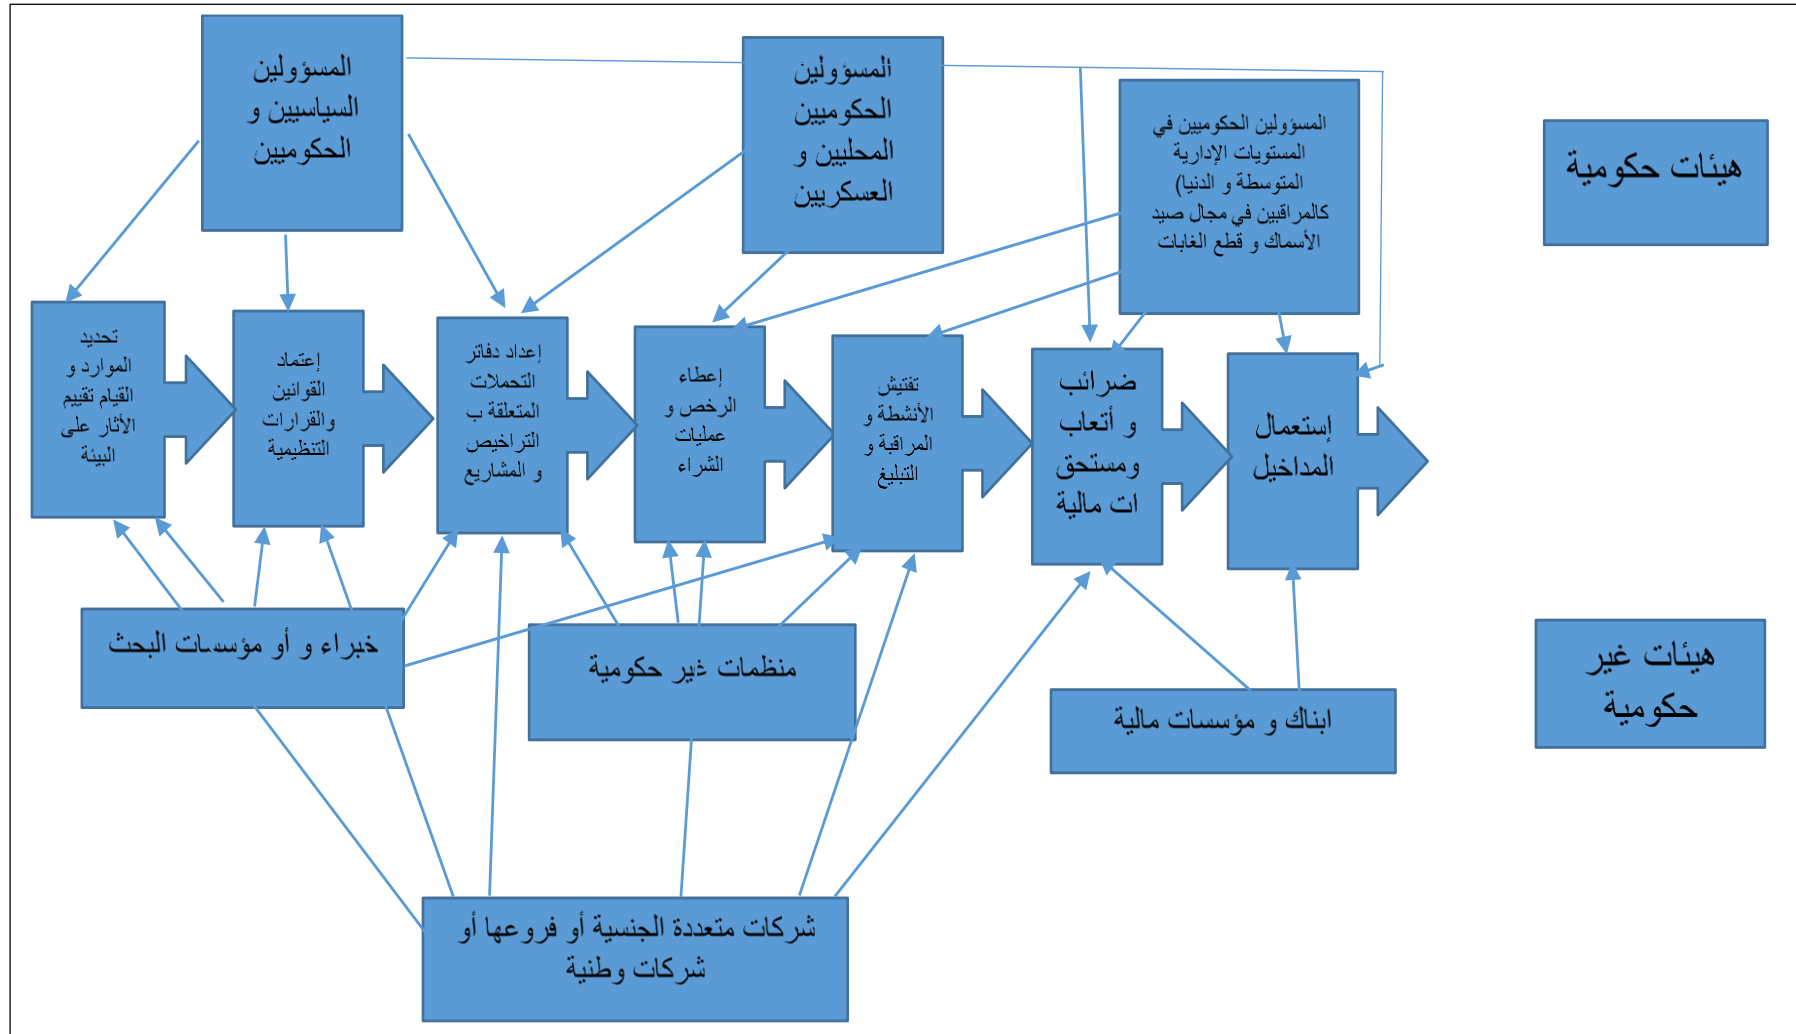 المسؤولين
السياسيين و
الحكوميين
المسؤولين
الحكوميين
المحليين و
العسكريين
المسؤولين الحكوميين في
المستويات الإدارية
المتوسطة و الدنيا)
كالمراقبين في مجال صيد
الأسماك و قطع الغابات
هيئات حكومية
تحديد
الموارد و
القيام تقييم
الأثار على
البيئة
إعتماد
القوانين
والقرارات
التنظيمية
إعداد دفاتر
التحملات
المتعلقة ب
التراخيص
و المشاريع
إعطاء
الرخص و
عمليات
الشراء
تفتيش
الأنشطة و
المراقبة و
التبليغ
ضرائب
و أتعاب
ومستحق
ات مالية
إستعمال
المداخيل
خبراء و أو مؤسسات البحث
منظمات غير حكومية
ابناك و مؤسسات مالية
هيئات غير
حكومية
شركات متعددة الجنسية أو فروعها أو
شركات وطنية